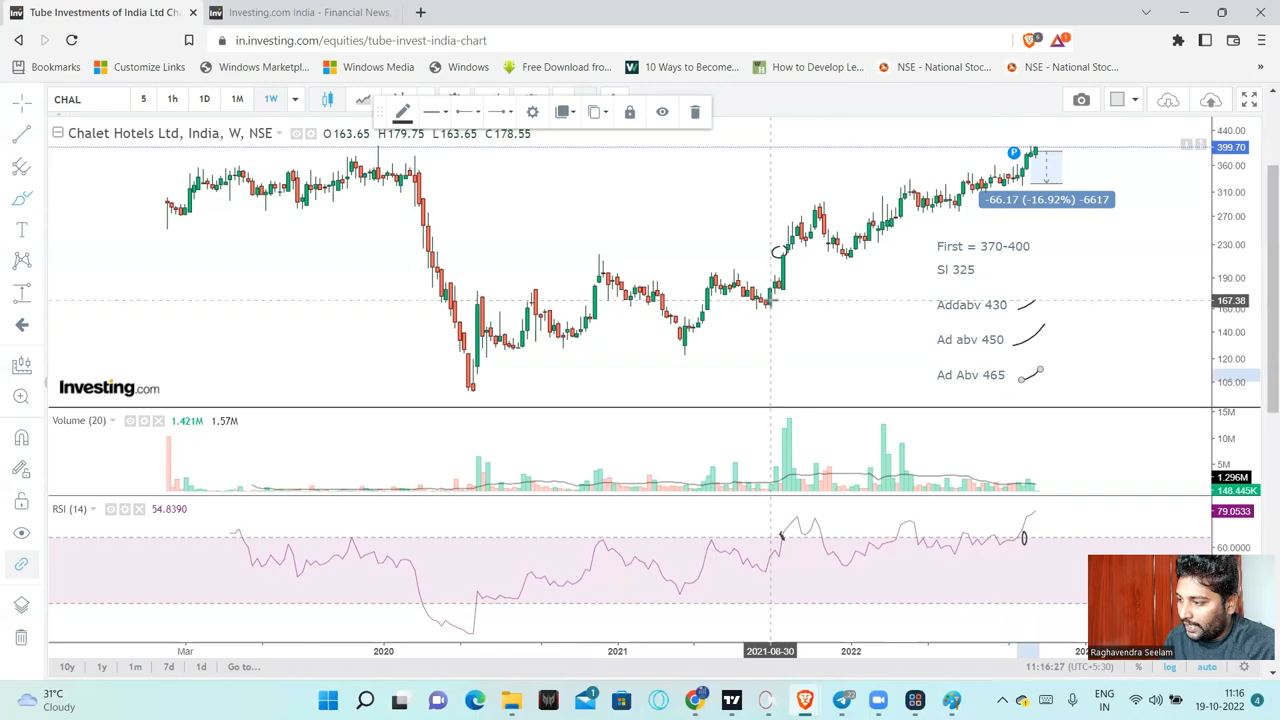 Tube Investments of India Ltd Cha
Investing.com India - Financial News,
in.investing.com/equities/tube-invest-india-chart
6
1
Bookmarks
Customize Links
Windows Marketpl...
Windows Media
Windows
Free Download from...
10 Ways to Become...
How to Develop Le...
NSE - National Stoc...
NSE - National Stoc...
CHAL
5
1h
1D
1M
1W
Chalet Hotels Ltd, India, W, NSE
O 163.65 H 179.75 L 163.65 C 178.55
440.00
399.70
360.00
310.00
270.00
230.00
190.00
167.38
160.00
140.00
120.00
105.00
P
-66.17 (-16.92%) -6617
First = 370-400
Sl 325
Addabv 430
Ad abv 450
Ad Abv 465
Investing.com
Volume (20)
1.421M 1.57M
15M
10M
5M
1.296M
148.445K
RSI (14)
54.8390
79.0533
60.0000
Mar
2020
2021
2021-08-30
2022
10y
1y
1m
7d
1d
Go to...
11:16:27 (UTC+5:30)
%
log
auto
Raghavendra Seelam
31°C
Cloudy
ENG
IN
11:16
19-10-2022
4